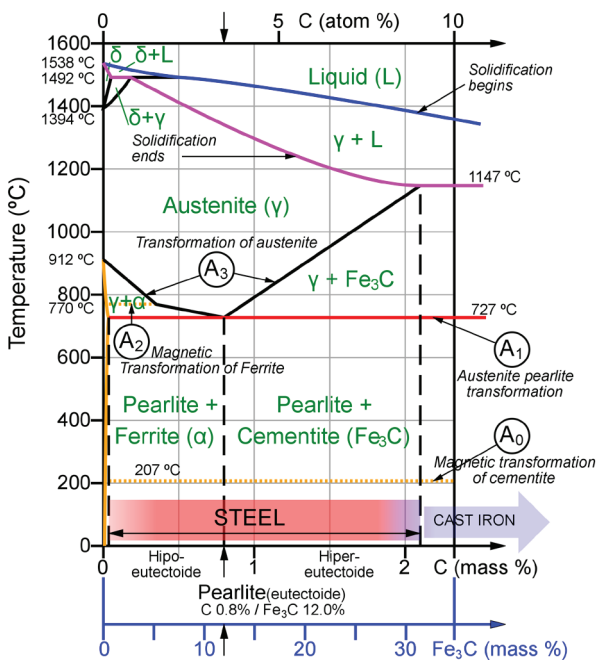 0 5 C (atom %) 10
1600
1538 ºC
1492 ºC
1400
1394 ºC
1200
1000
912 ºC
800
770 ºC
600
400
200
0
Temperature (ºC)
δ δ+L
δ+γ
Liquid (L)
Solidification
begins
Solidification
ends
γ + L
1147 ºC
Austenite (γ)
Transformation of austenite
A3
γ + Fe3C
γ+α
727 ºC
A2
Magnetic
Transformation of Ferrite
A1
Austenite pearlite
transformation
Pearlite +
Ferrite (α)
Pearlite +
Cementite (Fe3C)
A0
Magnetic transformation
of cementite
207 ºC
STEEL
CAST IRON
0 1 2 C (mass %)
Hipo-
eutectoide
Hiper-
eutectoide
Pearlite(eutectoide)
C 0.8% / Fe3C 12.0%
0 10 20 30 Fe3C (mass %)